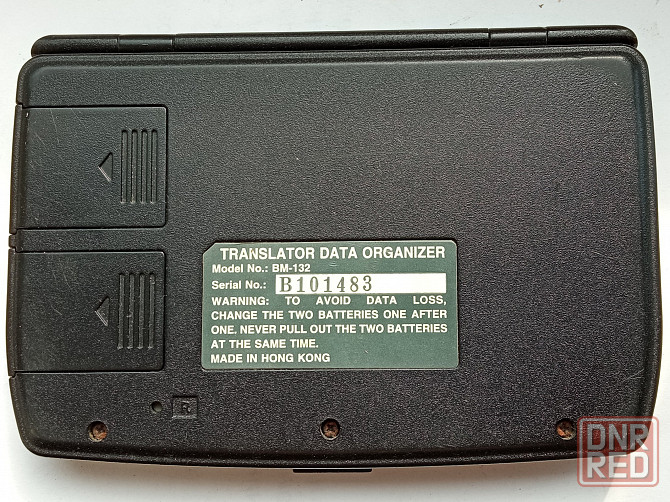 TRANSLATOR DATA ORGANIZER
Model No.: BM-132
Serial No.: B101483
WARNING: TO AVOID DATA LOSS,
CHANGE THE TWO BATTERIES ONE AFTER
ONE. NEVER PULL OUT THE TWO BATTERIES
AT THE SAME TIME.
MADE IN HONG KONG
R
DNR
RED